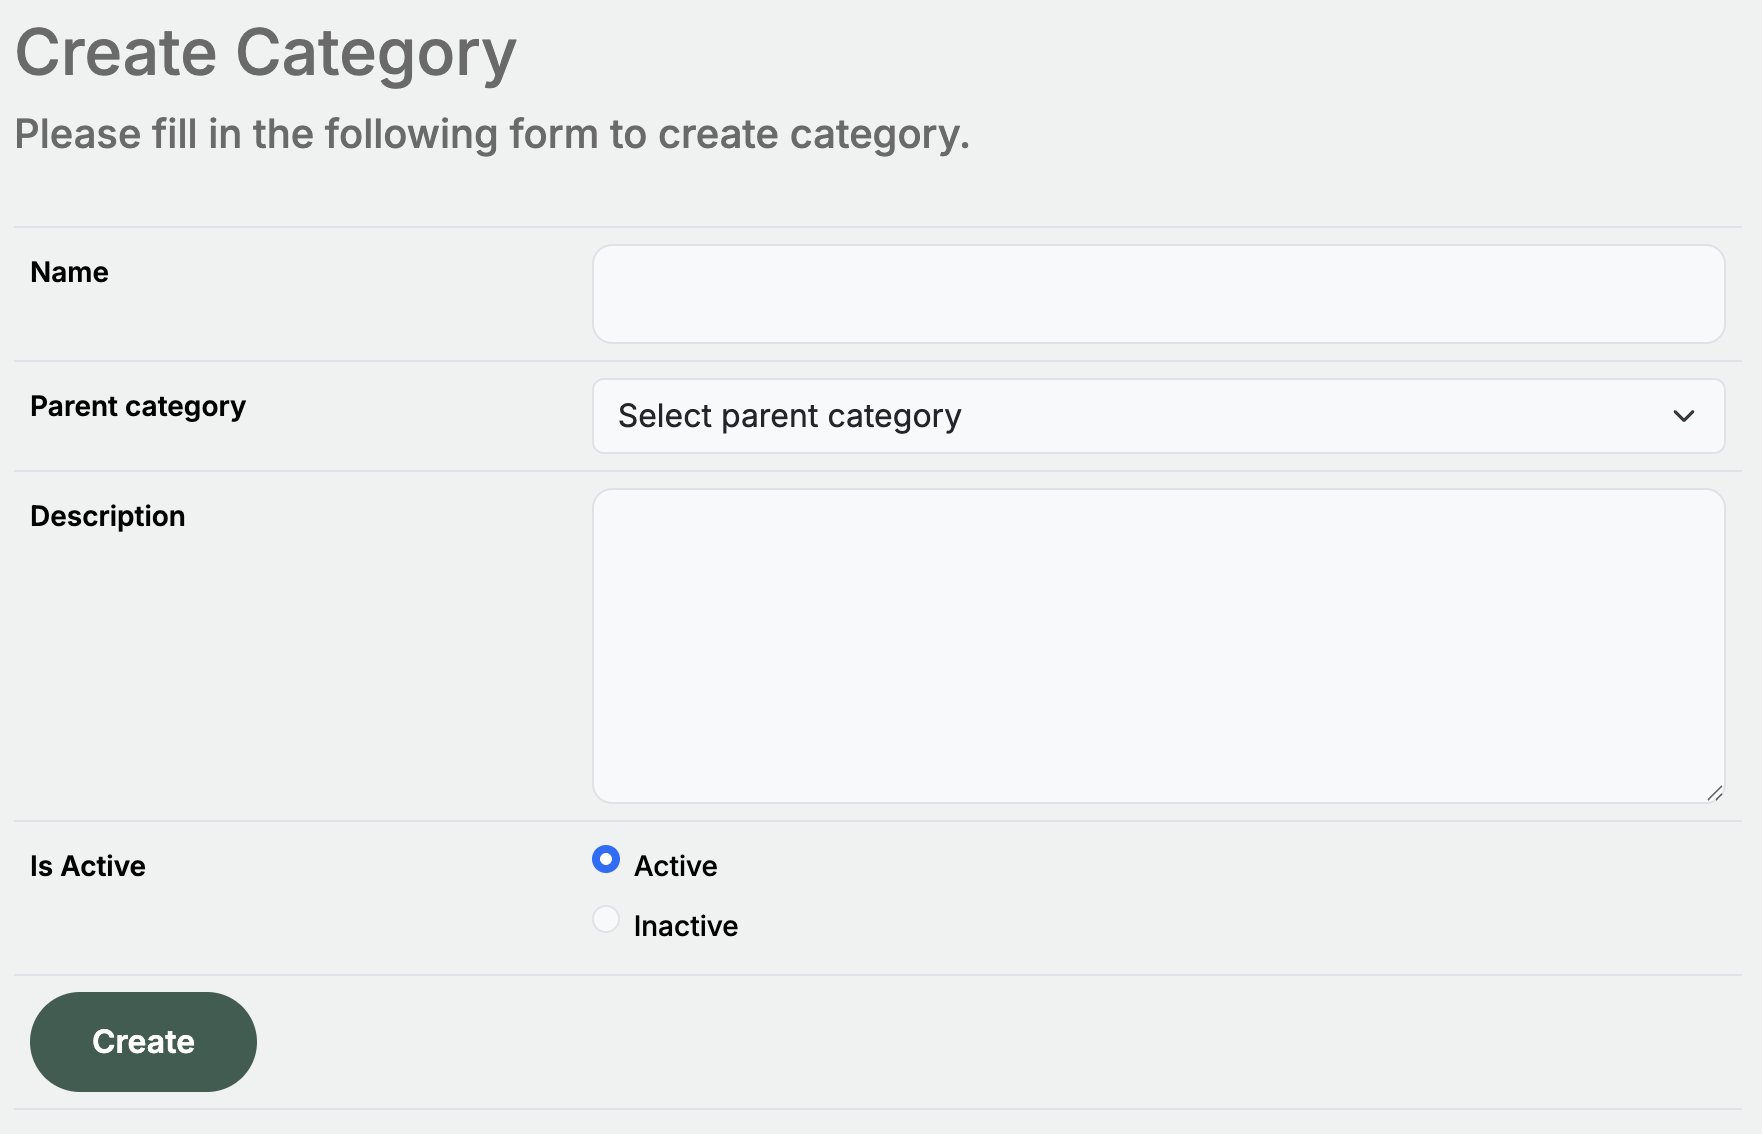 Create Category
Please fill in the following form to create category.
Name
Parent category
Select parent category
Description
Is Active
Active
Inactive
Create